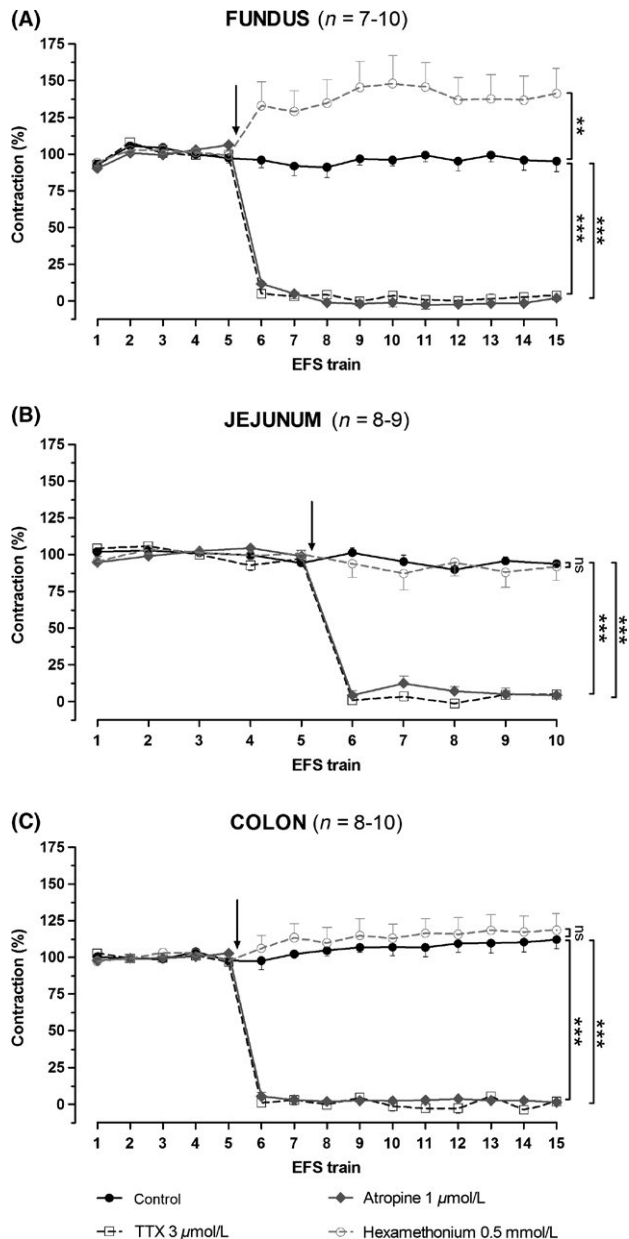 (A) FUNDUS (n = 7-10)
175
150
125
100
75
50
25
0
Contraction (%)
**
***
***
1 2 3 4 5 6 7 8 9 10 11 12 13 14 15
EFS train
(B) JEJUNUM (n = 8-9)
175
150
125
100
75
50
25
0
Contraction (%)
ns
***
***
1 2 3 4 5 6 7 8 9 10
EFS train
(C) COLON (n = 8-10)
175
150
125
100
75
50
25
0
Contraction (%)
ns
***
***
1 2 3 4 5 6 7 8 9 10 11 12 13 14 15
EFS train
Control Atropine 1 µmol/L
TTX 3 µmol/L Hexamethonium 0.5 mmol/L